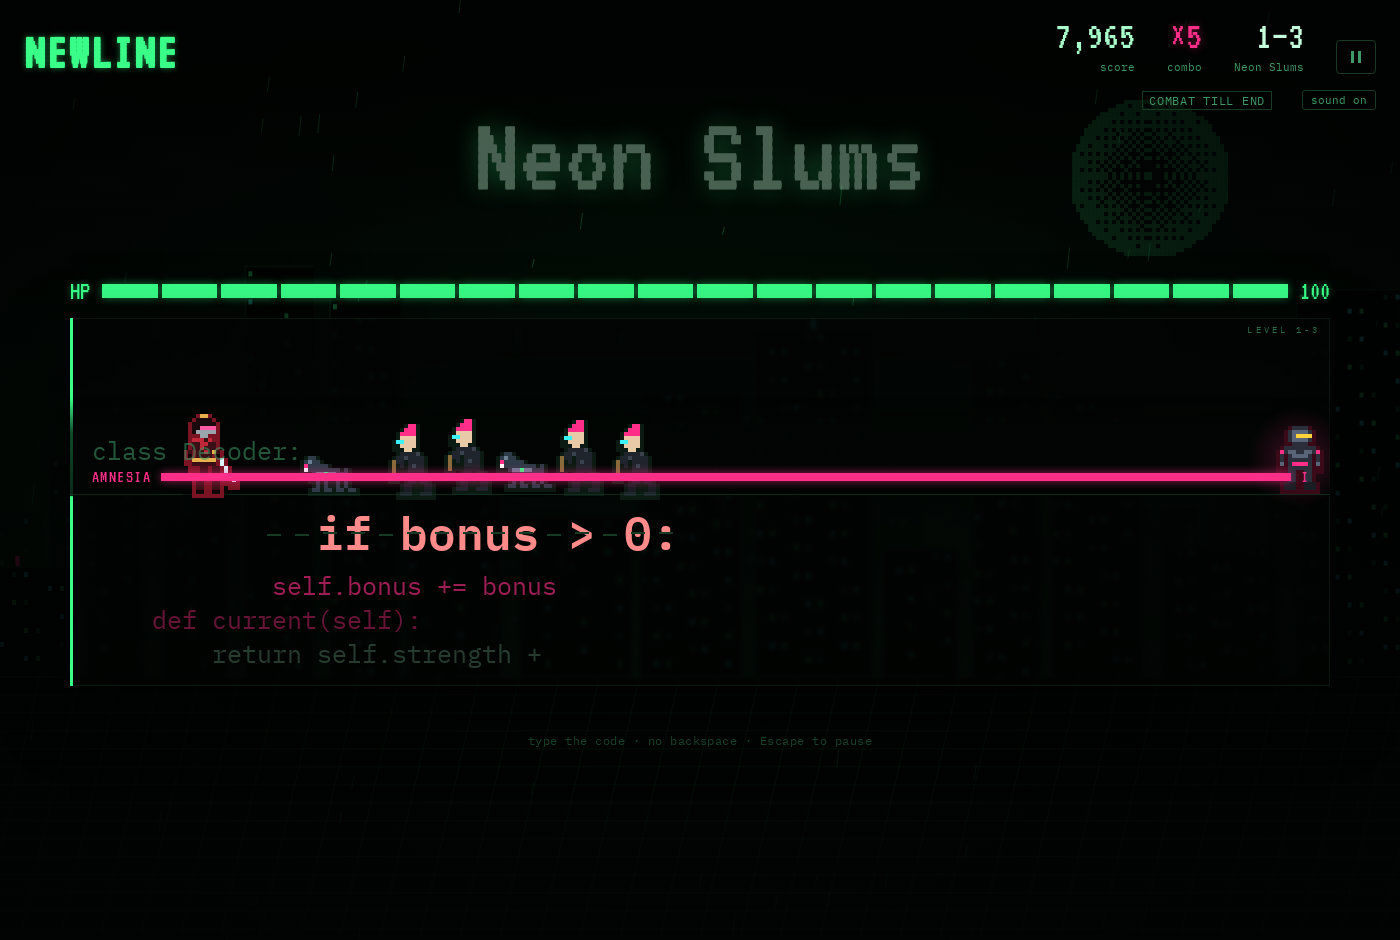 NEWLINE
7,965
score
x5
combo
1-3
Neon Slums
COMBAT TILL END
sound on
Neon Slums
HP
100
LEVEL 1-3
class Decoder:
AMNESIA
I
if bonus > 0:
self.bonus += bonus
def current(self):
return self.strength +
type the code · no backspace · Escape to pause